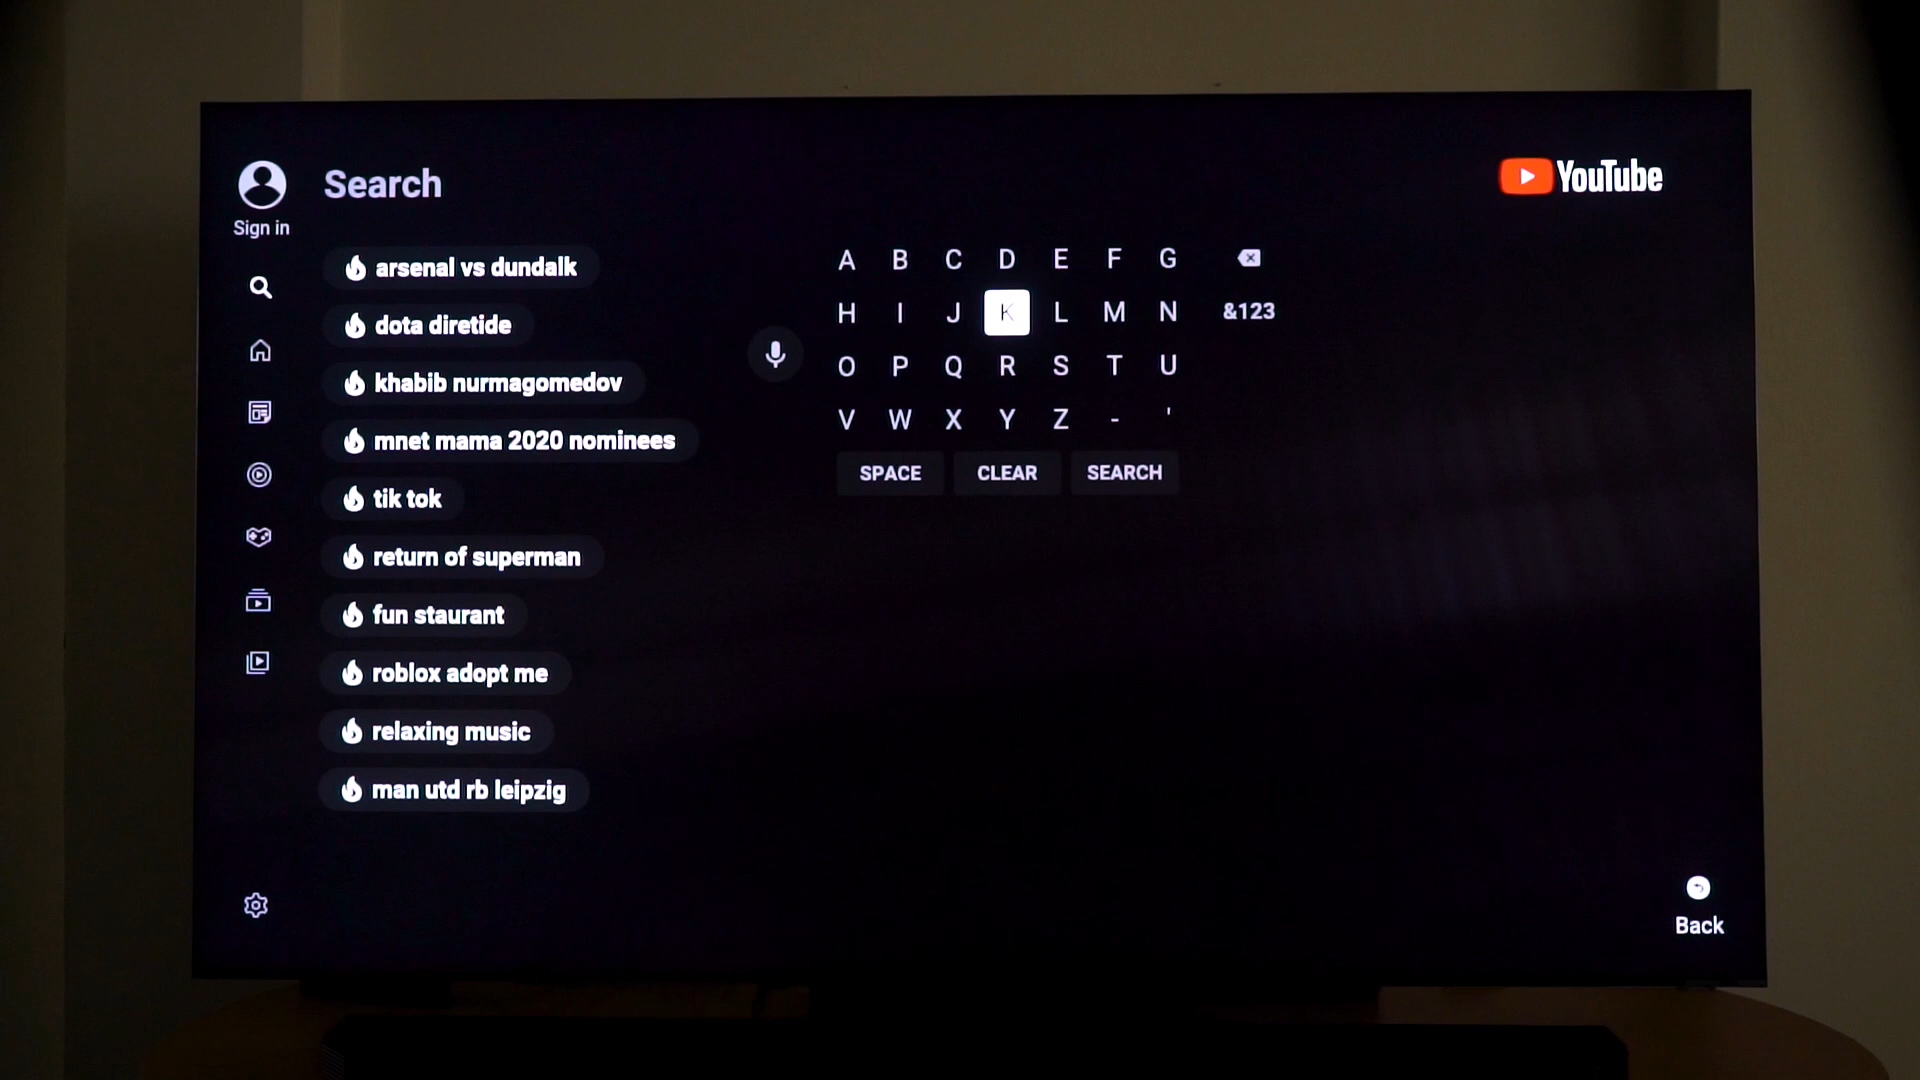 Sign in
Search
YouTube
arsenal vs dundalk
dota diretide
khabib nurmagomedov
mnet mama 2020 nominees
tik tok
return of superman
fun staurant
roblox adopt me
relaxing music
man utd rb leipzig
A B C D E F G
H I J K L M N &123
O P Q R S T U
V W X Y Z - '
SPACE CLEAR SEARCH
Back